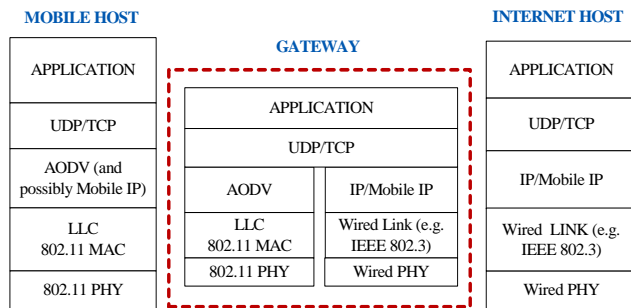 MOBILE HOST
APPLICATION
UDP/TCP
AODV (and
possibly Mobile IP)
LLC
802.11 MAC
802.11 PHY
GATEWAY
APPLICATION
UDP/TCP
AODV
LLC
802.11 MAC
802.11 PHY
IP/Mobile IP
Wired Link (e.g.
IEEE 802.3)
Wired PHY
INTERNET HOST
APPLICATION
UDP/TCP
IP/Mobile IP
Wired LINK (e.g.
IEEE 802.3)
Wired PHY